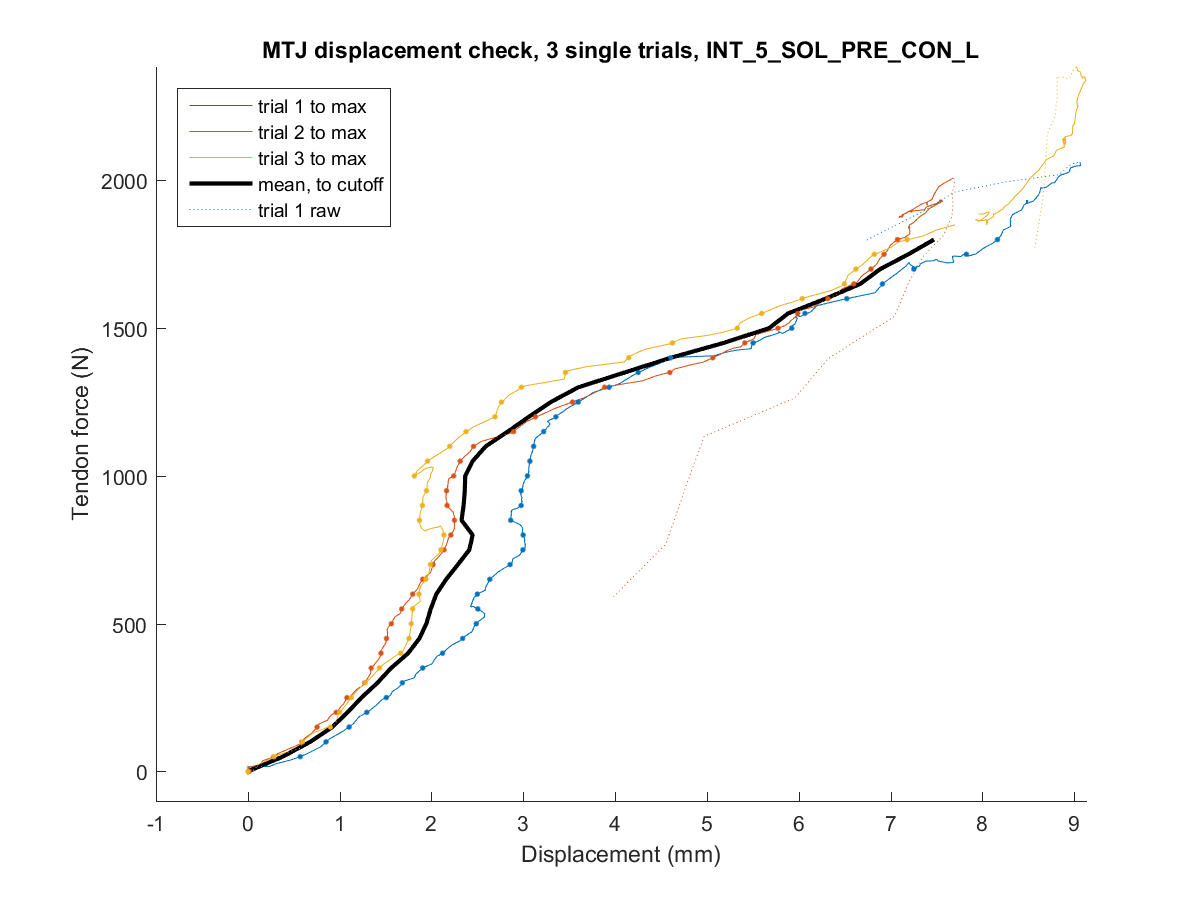 MTJ displacement check, 3 single trials, INT_5_SOL_PRE_CON_L
trial 1 to max
trial 2 to max
trial 3 to max
mean, to cutoff
trial 1 raw
Tendon force (N)
2000
1500
1000
500
0
-1 0 1 2 3 4 5 6 7 8 9
Displacement (mm)